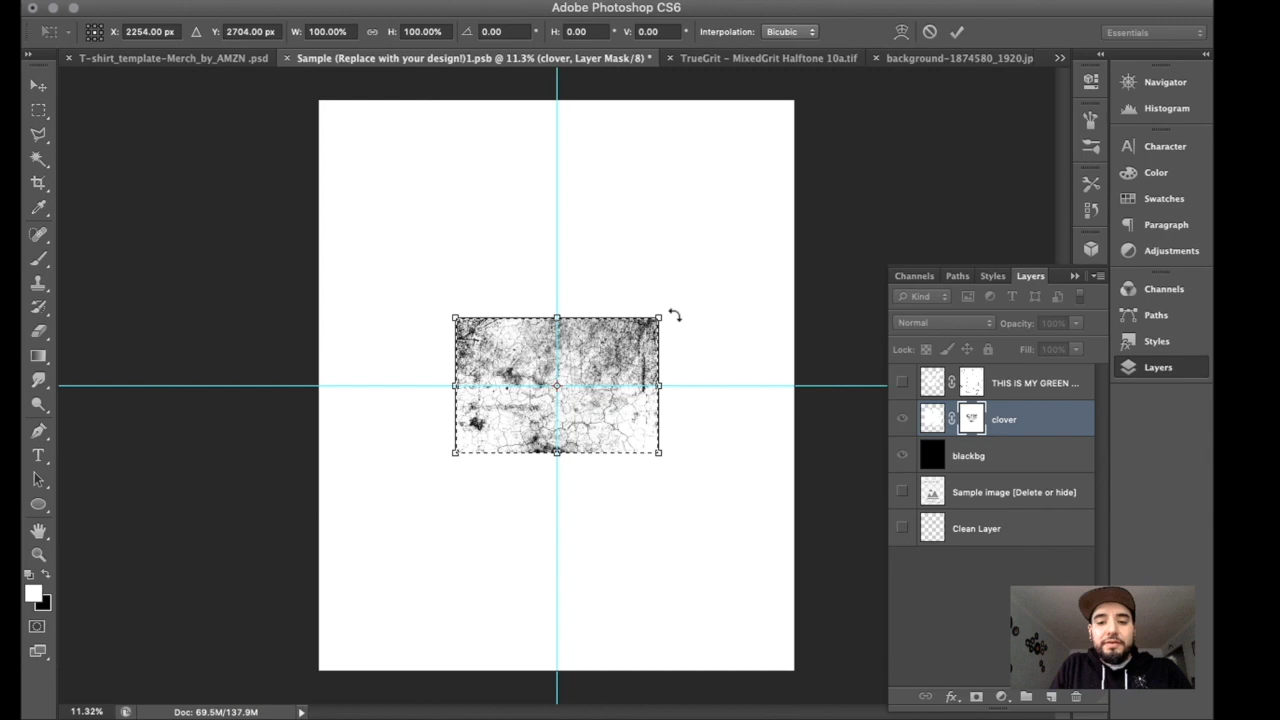 Adobe Photoshop CS6
X: 2254.00 px Y: 2704.00 px W: 100.00% H: 100.00% 0.00 ° H: 0.00 ° V: 0.00 ° Interpolation: Bicubic Essentials
× T-shirt_template-Merch_by_AMZN .psd × Sample (Replace with your design!)1.psb @ 11.3% (clover, Layer Mask/8) * × TrueGrit – MixedGrit Halftone 10a.tif × background-1874580_1920.jp >>
Navigator
Histogram
Character
Color
Swatches
Paragraph
Adjustments
Channels
Paths
Styles
Layers
Channels Paths Styles Layers
Kind
Normal Opacity: 100%
Lock: Fill: 100%
THIS IS MY GREEN ...
clover
blackbg
Sample image [Delete or hide]
Clean Layer
11.32% Doc: 69.5M/137.9M